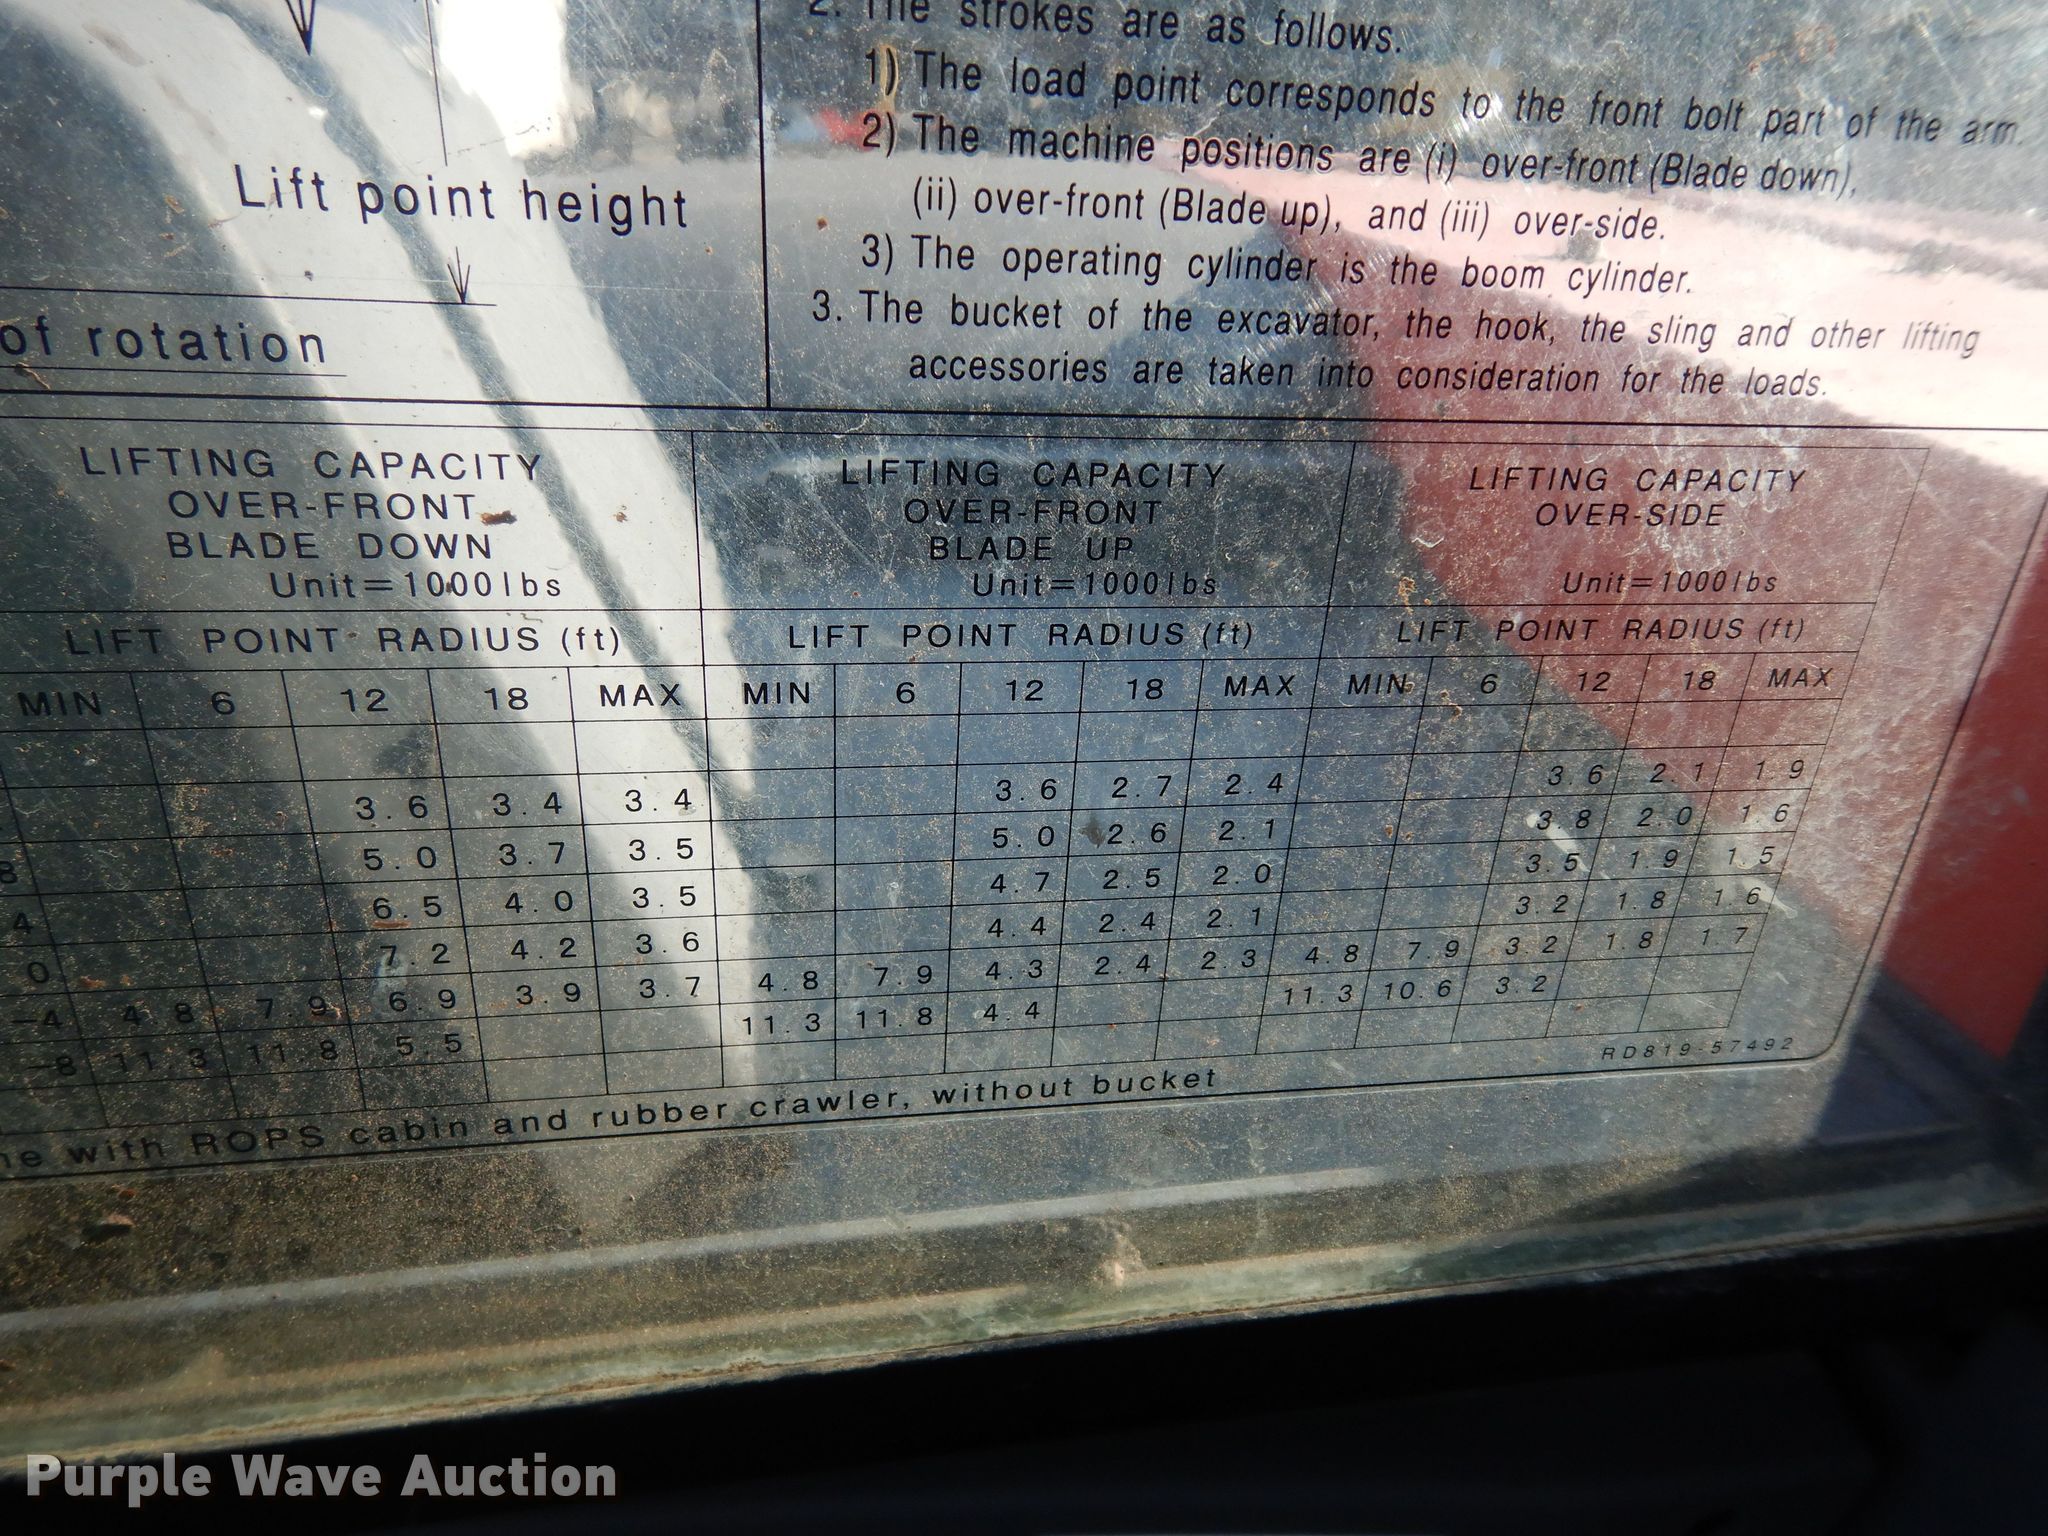 2. The strokes are as follows.
1) The load point corresponds to the front bolt part of the arm.
2) The machine positions are (i) over-front (Blade down),
(ii) over-front (Blade up), and (iii) over-side.
3) The operating cylinder is the boom cylinder.
3. The bucket of the excavator, the hook, the sling and other lifting
accessories are taken into consideration for the loads.
Lift point height
of rotation
LIFTING CAPACITY
OVER-FRONT
BLADE DOWN
Unit=1000lbs
LIFTING CAPACITY
OVER-FRONT
BLADE UP
Unit=1000lbs
LIFTING CAPACITY
OVER-SIDE
Unit=1000lbs
LIFT POINT RADIUS (ft) LIFT POINT RADIUS (ft) LIFT POINT RADIUS (ft)
MIN 6 12 18 MAX MIN 6 12 18 MAX MIN 6 12 18 MAX
3.6 3.4 3.4 3.6 2.7 2.4 3.6 2.1 1.9
8 5.0 3.7 3.5 5.0 2.6 2.1 3.8 2.0 1.6
4 6.5 4.0 3.5 4.7 2.5 2.0 3.5 1.9 1.5
0 7.2 4.2 3.6 4.4 2.4 2.1 3.2 1.8 1.6
-4 4.8 7.9 6.9 3.9 3.7 4.8 7.9 4.3 2.4 2.3 4.8 7.9 3.2 1.8 1.7
-8 11.3 11.8 5.5 11.3 11.8 4.4 11.3 10.6 3.2
RD819-57492
with ROPS cabin and rubber crawler, without bucket
Purple Wave Auction